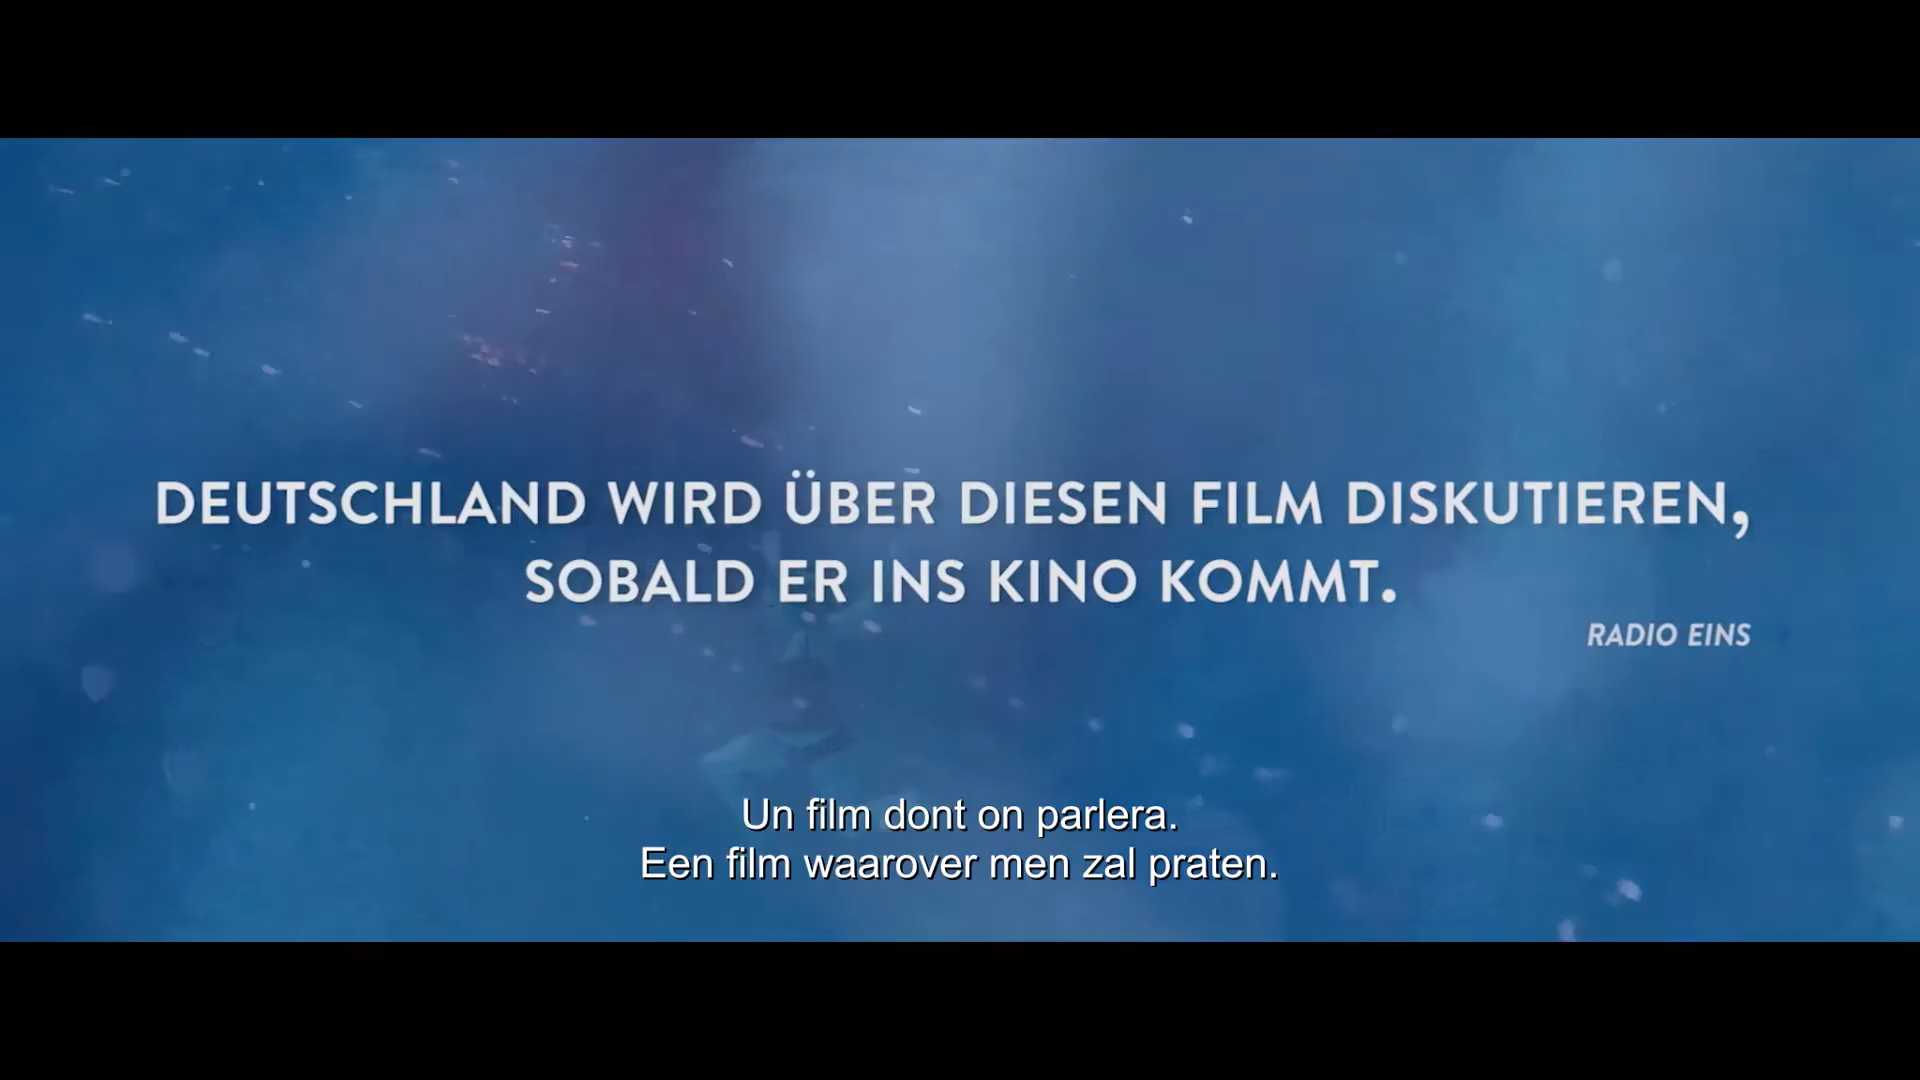 DEUTSCHLAND WIRD ÜBER DIESEN FILM DISKUTIEREN,
SOBALD ER INS KINO KOMMT.
RADIO EINS
Un film dont on parlera.
Een film waarover men zal praten.